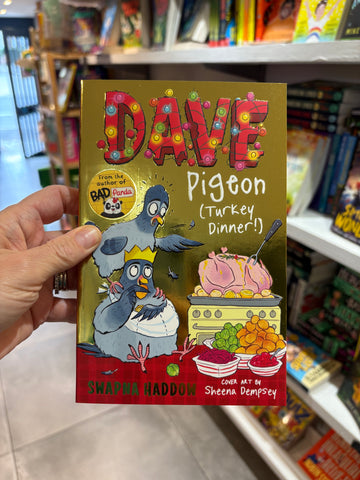 DAVE
Pigeon
(Turkey
Dinner!)
From the
author of
BAD Panda
SWAPNA HADDOW
COVER ART BY
Sheena Dempsey